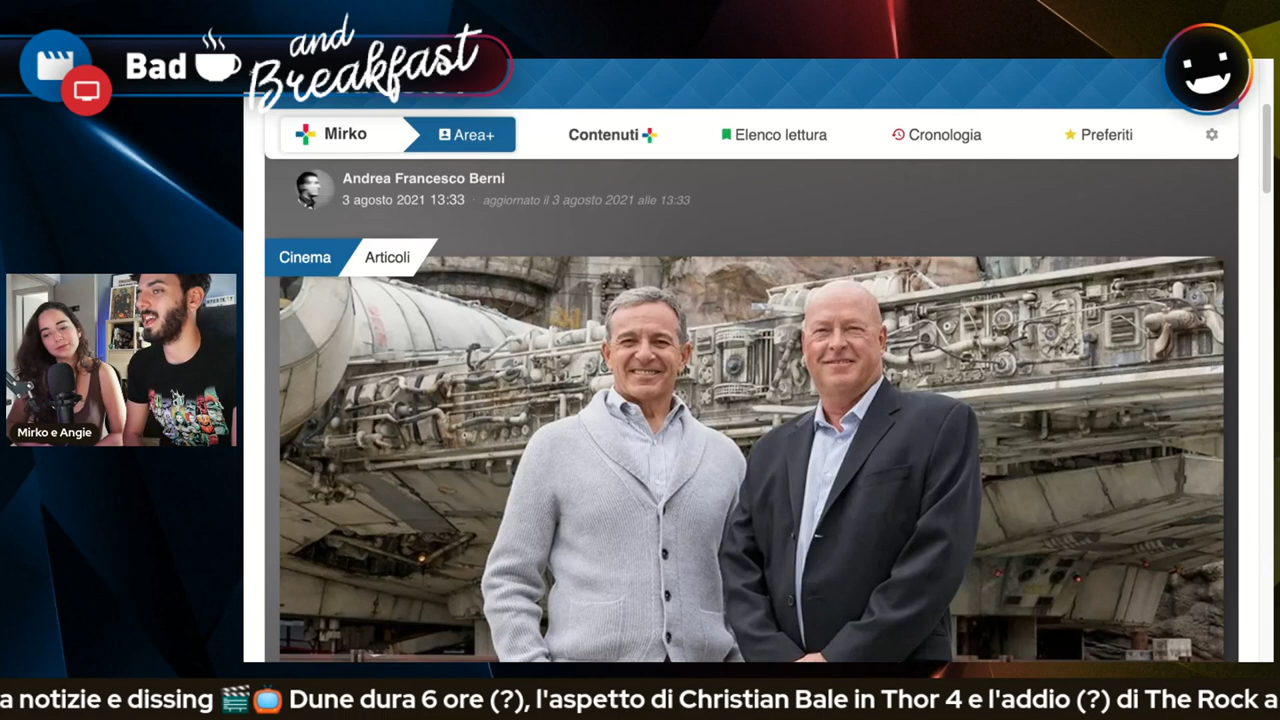 Bad and Breakfast
Mirko
Area+
Contenuti
Elenco lettura
Cronologia
Preferiti
Andrea Francesco Berni
3 agosto 2021 13:33 · aggiornato il 3 agosto 2021 alle 13:33
Cinema
Articoli
Mirko e Angie
a notizie e dissing 🎬📺 Dune dura 6 ore (?), l'aspetto di Christian Bale in Thor 4 e l'addio (?) di The Rock a